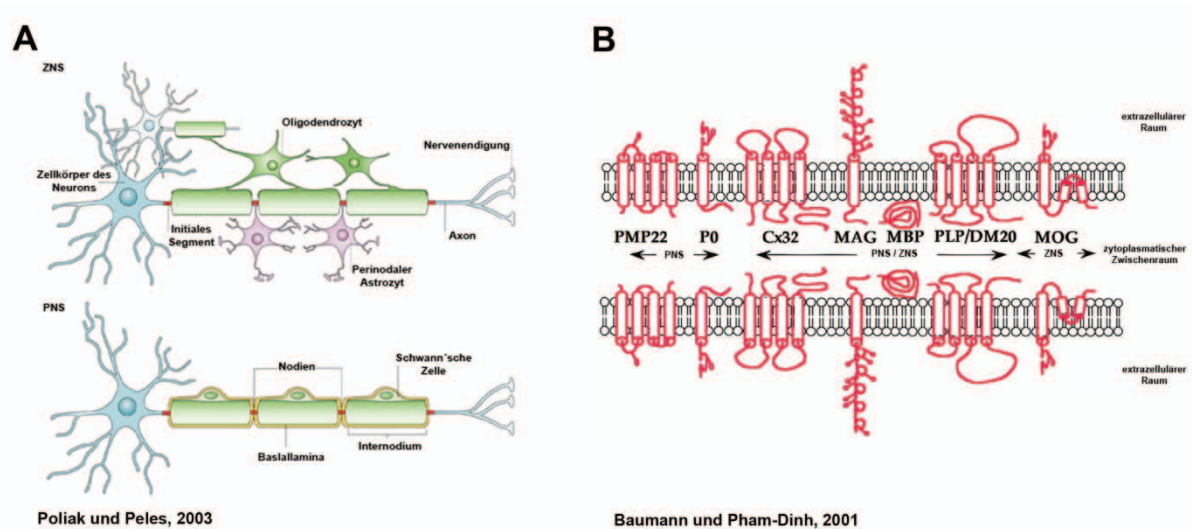 A
ZNS
Oligodendrozyt
Nervenendigung
Zellkörper des
Neurons
Initiales
Segment
Axon
Perinodaler
Astrozyt
PNS
Nodien
Schwann´sche
Zelle
Baslallamina
Internodium
Poliak und Peles, 2003
B
extrazellulärer
Raum
PMP22 P0 Cx32 MAG MBP PLP/DM20 MOG
PNS PNS / ZNS ZNS
zytoplasmatischer
Zwischenraum
extrazellulärer
Raum
Baumann und Pham-Dinh, 2001